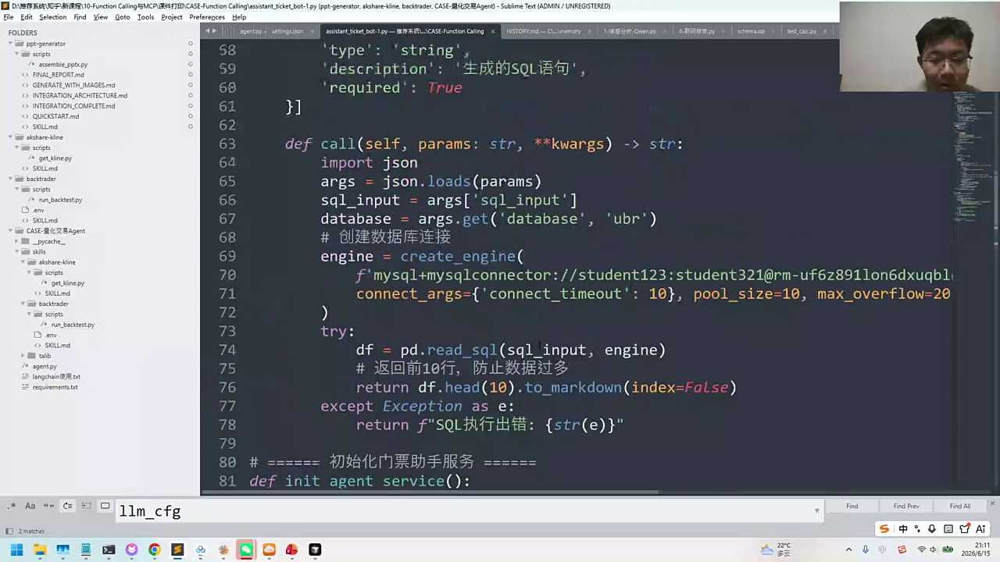 D:\推荐系统\知乎\新课程\10-Function Calling与MCP\课件打印\CASE-Function Calling\assistant_ticket_bot-1.py (ppt-generator, akshare-kline, backtrader, CASE-量化交易Agent) - Sublime Text (ADMIN / UNREGISTERED)
File Edit Selection Find View Goto Tools Project Preferences Help
FOLDERS
ppt-generator
scripts
assemble_pptx.py
FINAL_REPORT.md
GENERATE_WITH_IMAGES.md
INTEGRATION_ARCHITECTURE.md
INTEGRATION_COMPLETE.md
QUICKSTART.md
SKILL.md
akshare-kline
scripts
get_kline.py
SKILL.md
backtrader
scripts
run_backtest.py
.env
SKILL.md
CASE-量化交易Agent
__pycache__
skills
akshare-kline
scripts
get_kline.py
SKILL.md
backtrader
scripts
run_backtest.py
.env
SKILL.md
talib
agent.py
langchain使用.txt
requirements.txt
agent.py settings.json assistant_ticket_bot-1.py — 推荐系统\...\CASE-Function Calling HISTORY.md — C\...\memory 1-情感分析-Qwen.py schema.sql test_calc.py
58 'type': 'string',
59 'description': '生成的SQL语句',
60 'required': True
61 }]
62
63 def call(self, params: str, **kwargs) -> str:
64 import json
65 args = json.loads(params)
66 sql_input = args['sql_input']
67 database = args.get('database', 'ubr')
68 # 创建数据库连接
69 engine = create_engine(
70 f'mysql+mysqlconnector://student123:student321@rm-uf6z891lon6dxuqbl
71 connect_args={'connect_timeout': 10}, pool_size=10, max_overflow=20
72 )
73 try:
74 df = pd.read_sql(sql_input, engine)
75 # 返回前10行，防止数据过多
76 return df.head(10).to_markdown(index=False)
77 except Exception as e:
78 return f"SQL执行出错: {str(e)}"
79
80 # ====== 初始化门票助手服务 ======
81 def init_agent_service():
.* Aa llm_cfg Find Find Prev Find All
2 matches
中
22°C
多云
21:11
2026/6/15